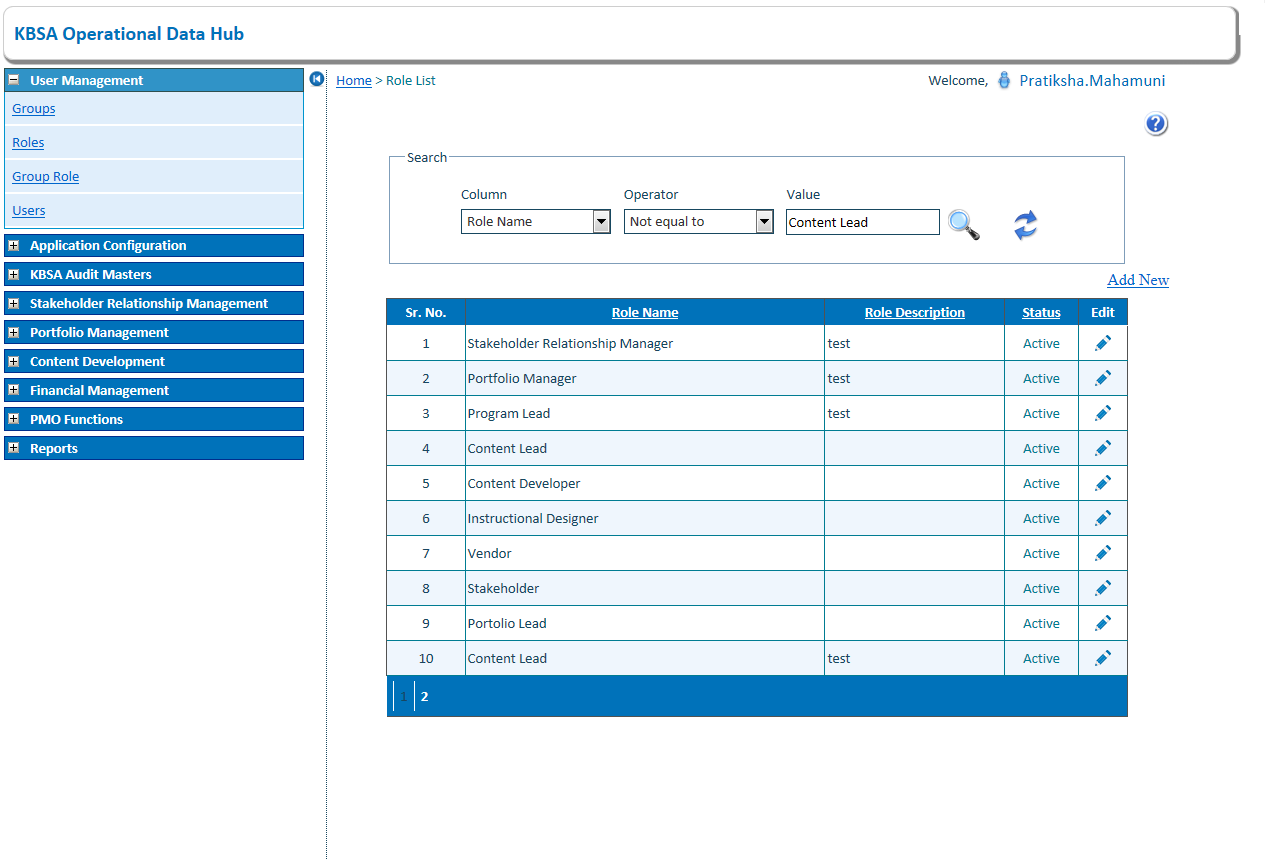 KBSA Operational Data Hub
User Management
Groups
Roles
Group Role
Users
Application Configuration
KBSA Audit Masters
Stakeholder Relationship Management
Portfolio Management
Content Development
Financial Management
PMO Functions
Reports
Home > Role List
Welcome, Pratiksha.Mahamuni
?
Search
Column Operator Value
Role Name Not equal to Content Lead
Add New
Sr. No. Role Name Role Description Status Edit
1 Stakeholder Relationship Manager test Active
2 Portfolio Manager test Active
3 Program Lead test Active
4 Content Lead Active
5 Content Developer Active
6 Instructional Designer Active
7 Vendor Active
8 Stakeholder Active
9 Portolio Lead Active
10 Content Lead test Active
1 2